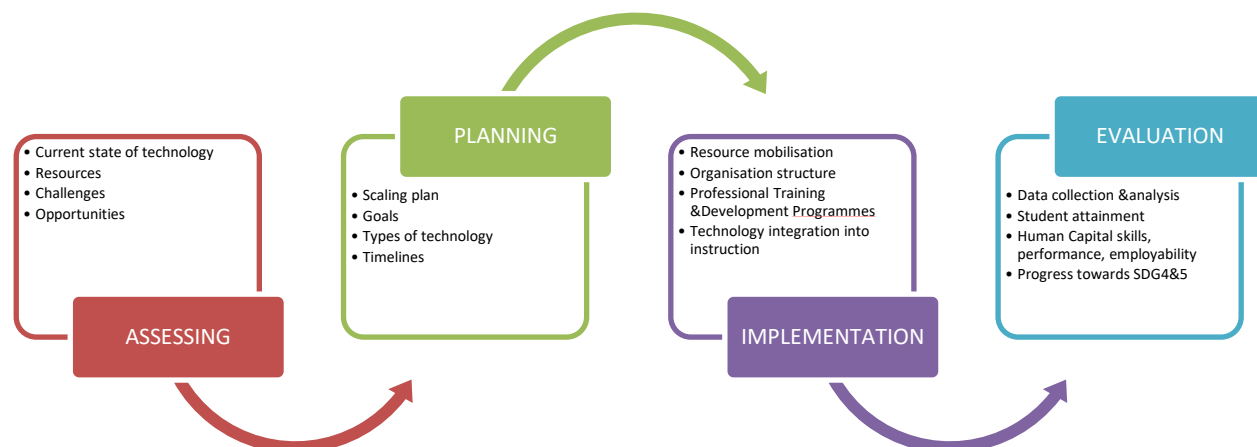 • Current state of technology
• Resources
• Challenges
• Opportunities
ASSESSING
PLANNING
• Scaling plan
• Goals
• Types of technology
• Timelines
• Resource mobilisation
• Organisation structure
• Professional Training
&Development Programmes
• Technology integration into
instruction
IMPLEMENTATION
EVALUATION
• Data collection &analysis
• Student attainment
• Human Capital skills,
performance, employability
• Progress towards SDG4&5